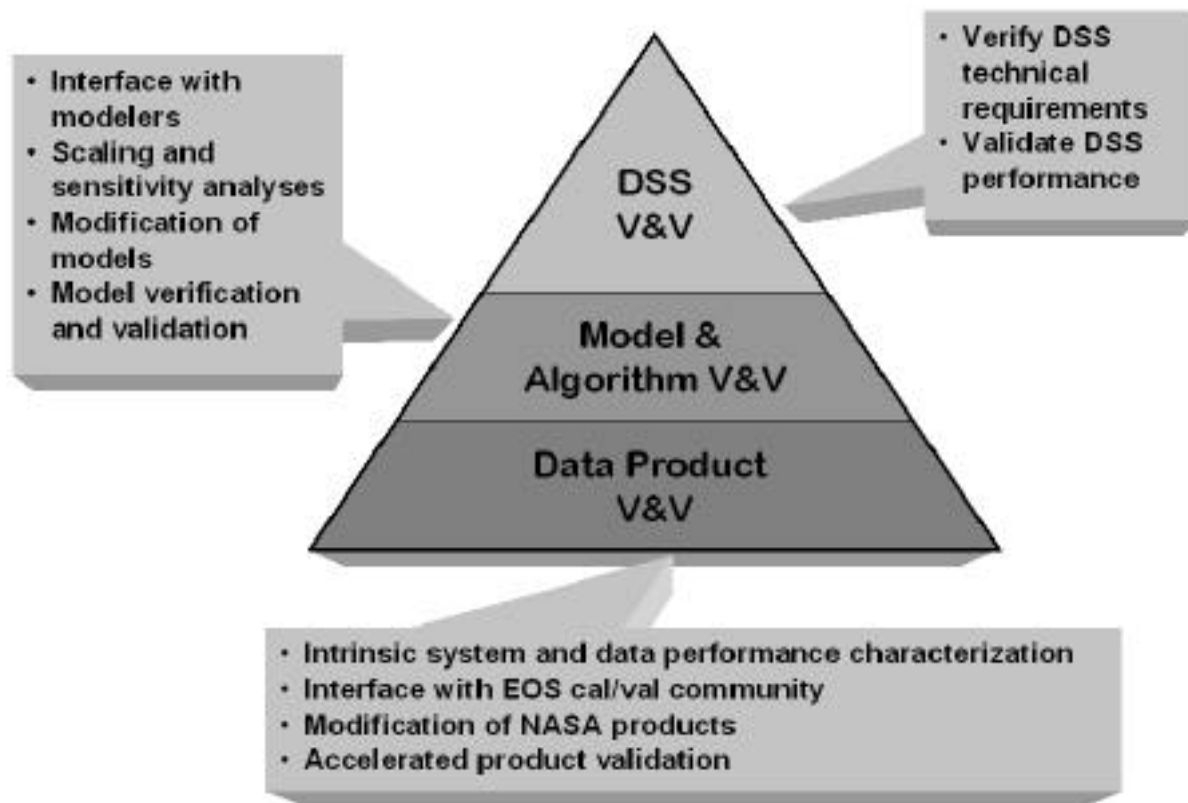 • Interface with
modelers
• Scaling and
sensitivity analyses
• Modification of
models
• Model verification
and validation
• Verify DSS
technical
requirements
• Validate DSS
performance
DSS
V&V
Model &
Algorithm V&V
Data Product
V&V
• Intrinsic system and data performance characterization
• Interface with EOS cal/val community
• Modification of NASA products
• Accelerated product validation